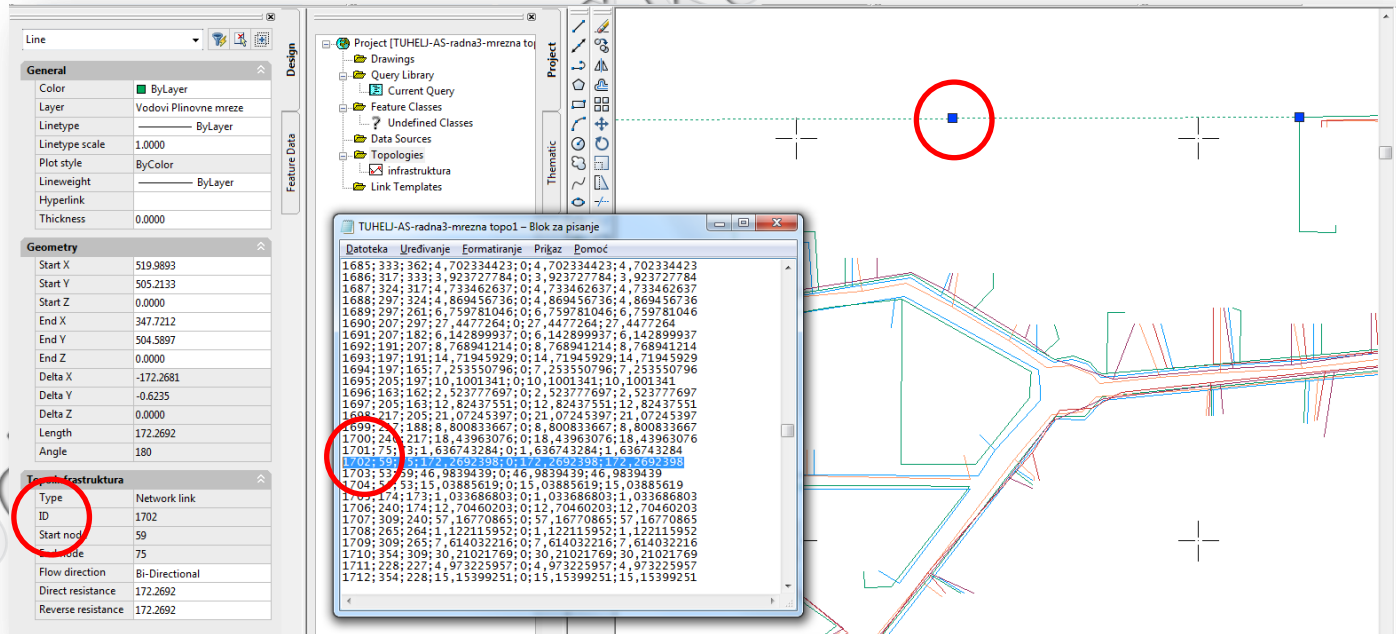 Line
General
Color ByLayer
Layer Vodovi Plinovne mreze
Linetype ByLayer
Linetype scale 1.0000
Plot style ByColor
Lineweight ByLayer
Hyperlink
Thickness 0.0000
Geometry
Start X 519.9893
Start Y 505.2133
Start Z 0.0000
End X 347.7212
End Y 504.5897
End Z 0.0000
Delta X -172.2681
Delta Y -0.6235
Delta Z 0.0000
Length 172.2692
Angle 180
Type Network link
ID 1702
Start node 59
End node 75
Flow direction Bi-Directional
Direct resistance 172.2692
Reverse resistance 172.2692
Design
Feature Data
Project [TUHELJ-AS-radna3-mrezna top
Drawings
Query Library
Current Query
Feature Classes
Undefined Classes
Data Sources
Topologies
infrastruktura
Link Templates
Project
Thematic
TUHELJ-AS-radna3-mrezna topo1 – Blok za pisanje
Datoteka Uređivanje Formatiranje Prikaz Pomoć
1685;333;362;4,702334423;0;4,702334423;4,702334423
1686;317;333;3,923727784;0;3,923727784;3,923727784
1687;324;317;4,733462637;0;4,733462637;4,733462637
1688;297;324;4,869456736;0;4,869456736;4,869456736
1689;297;261;6,759781046;0;6,759781046;6,759781046
1690;207;297;27,4477264;0;27,4477264;27,4477264
1691;207;182;6,142899937;0;6,142899937;6,142899937
1692;191;207;8,768941214;0;8,768941214;8,768941214
1693;197;191;14,71945929;0;14,71945929;14,71945929
1694;197;165;7,253550796;0;7,253550796;7,253550796
1695;205;197;10,1001341;0;10,1001341;10,1001341
1696;163;162;2,523777697;0;2,523777697;2,523777697
1697;205;163;12,82437551;0;12,82437551;12,82437551
1698;217;205;21,07245397;0;21,07245397;21,07245397
188;8,800833667;0;8,800833667;8,800833667
1700;240;217;18,43963076;0;18,43963076;18,43963076
1701;75;73;1,636743284;0;1,636743284;1,636743284
1702;59;75;172,2692398;0;172,2692398;172,2692398
1703;53;59;46,9839439;0;46,9839439;46,9839439
53;15,03885619;0;15,03885619;15,03885619
1705;174;173;1,033686803;0;1,033686803;1,033686803
1706;240;174;12,70460203;0;12,70460203;12,70460203
1707;309;240;57,16770865;0;57,16770865;57,16770865
1708;265;264;1,122115952;0;1,122115952;1,122115952
1709;309;265;7,614032216;0;7,614032216;7,614032216
1710;354;309;30,21021769;0;30,21021769;30,21021769
1711;228;227;4,973225957;0;4,973225957;4,973225957
1712;354;228;15,15399251;0;15,15399251;15,15399251